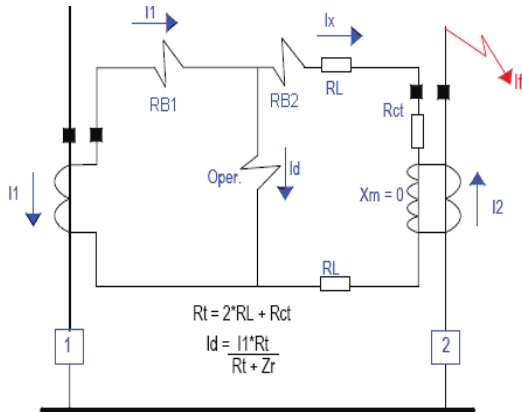 I1
Ix
RB1
RB2
RL
Rct
If
I1
Oper.
Id
Xm = 0
I2
RL
Rt = 2*RL + Rct
Id = I1*Rt
Rt + Zr
1
2